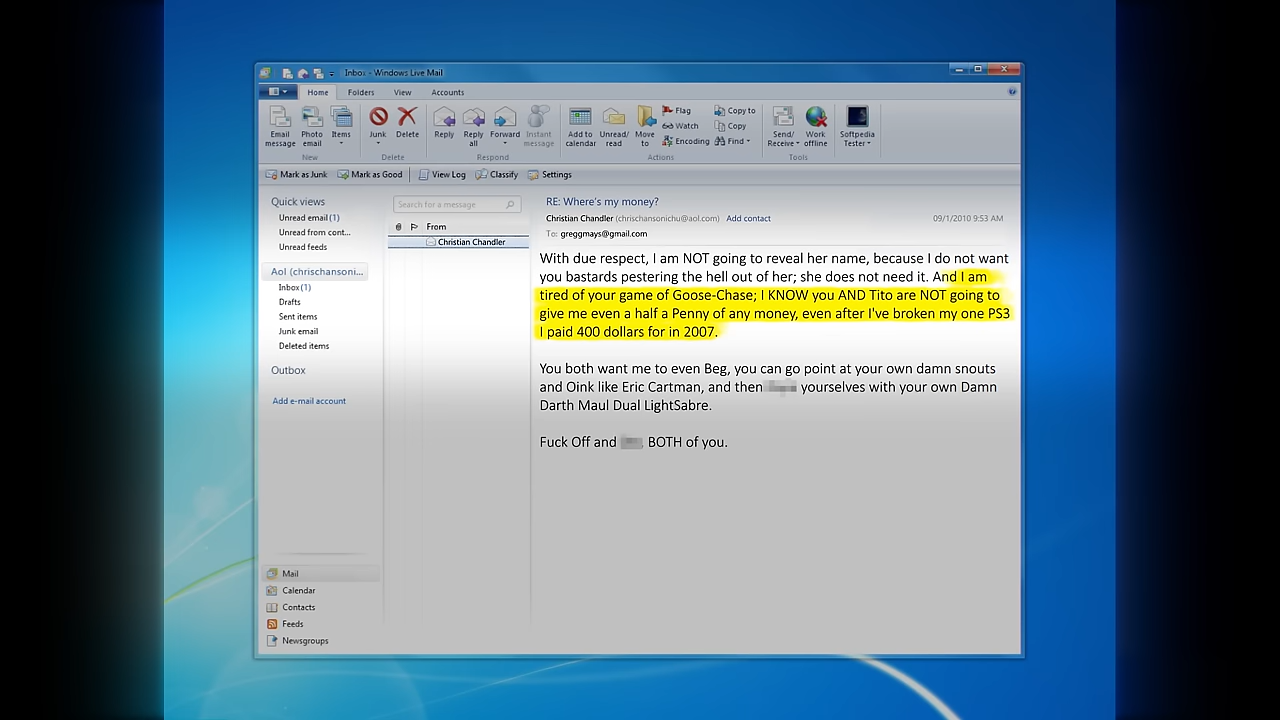 Inbox - Windows Live Mail
Home Folders View Accounts
Email message
Photo email
Items
New
Junk
Delete
Delete
Reply
Reply all
Forward
Instant message
Respond
Add to calendar
Unread/ read
Move to
Flag
Watch
Encoding
Copy to
Copy
Find
Actions
Send/ Receive
Work offline
Tools
Softpedia Tester
Mark as Junk Mark as Good View Log Classify Settings
Quick views
Unread email (1)
Unread from cont...
Unread feeds
Aol (chrischansoni...
Inbox (1)
Drafts
Sent items
Junk email
Deleted items
Outbox
Add e-mail account
Mail
Calendar
Contacts
Feeds
Newsgroups
Search for a message
From
Christian Chandler
RE: Where's my money?
Christian Chandler (chrischansonichu@aol.com) Add contact 09/1/2010 9:53 AM
To: greggmays@gmail.com
With due respect, I am NOT going to reveal her name, because I do not want
you bastards pestering the hell out of her; she does not need it. And I am
tired of your game of Goose-Chase; I KNOW you AND Tito are NOT going to
give me even a half a Penny of any money, even after I've broken my one PS3
I paid 400 dollars for in 2007.
You both want me to even Beg, you can go point at your own damn snouts
and Oink like Eric Cartman, and then yourselves with your own Damn
Darth Maul Dual LightSabre.
Fuck Off and BOTH of you.